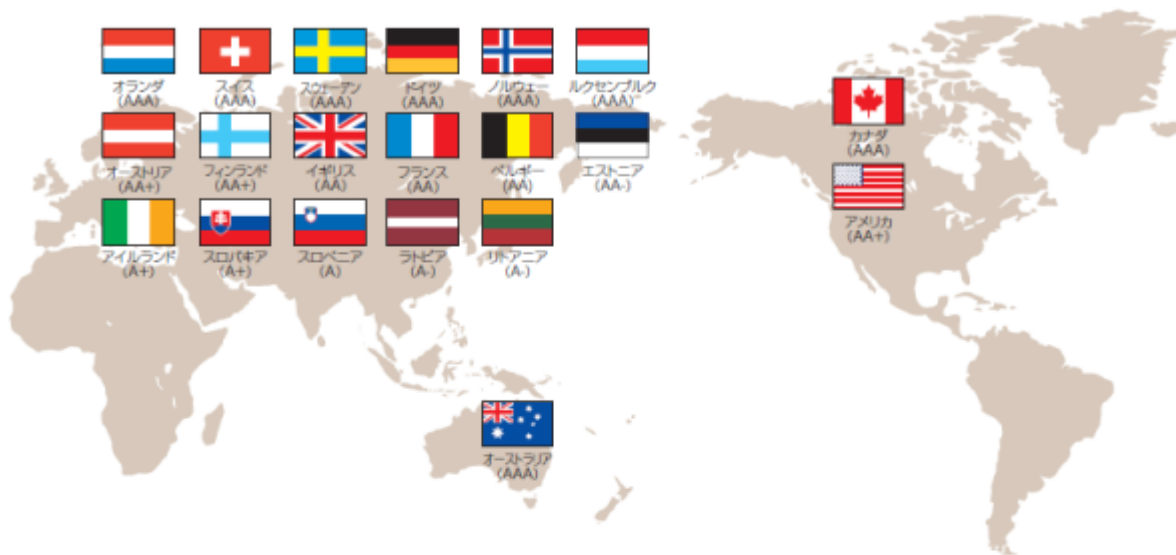 オランダ
(AAA)
スイス
(AAA)
スウェーデン
(AAA)
ドイツ
(AAA)
ノルウェー
(AAA)
ルクセンブルク
(AAA)
カナダ
(AAA)
オーストリア
(AA+)
フィンランド
(AA+)
イギリス
(AA)
フランス
(AA)
ベルギー
(AA)
エストニア
(AA-)
アメリカ
(AA+)
アイルランド
(A+)
スロバキア
(A+)
スロベニア
(A)
ラトビア
(A-)
リトアニア
(A-)
オーストラリア
(AAA)